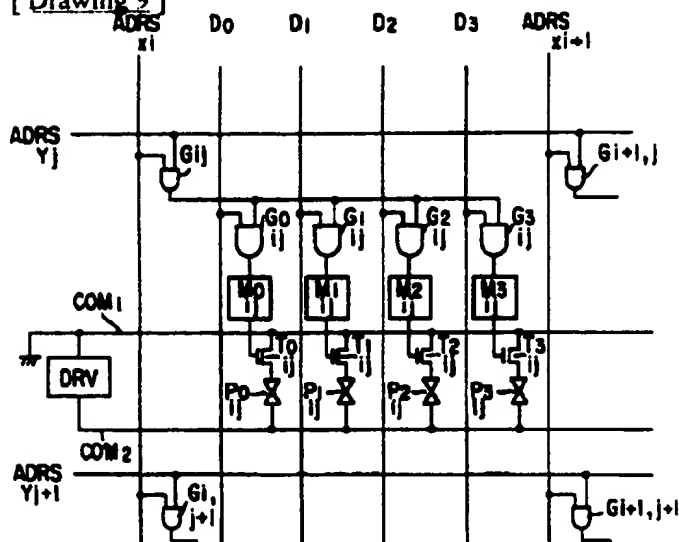 [ Drawing 9 ]
ADRS xi
D0
D1
D2
D3
ADRS xi+1
ADRS Yj
Gij
Gi+1,j
G0 ij
G1 ij
G2 ij
G3 ij
M0 ij
M1 ij
M2 ij
M3 ij
COM1
T0 ij
T1 ij
T2 ij
T3 ij
DRV
P0 ij
P1 ij
P2 ij
P3 ij
COM2
ADRS Yj+1
Gi, j+1
Gi+1,j+1